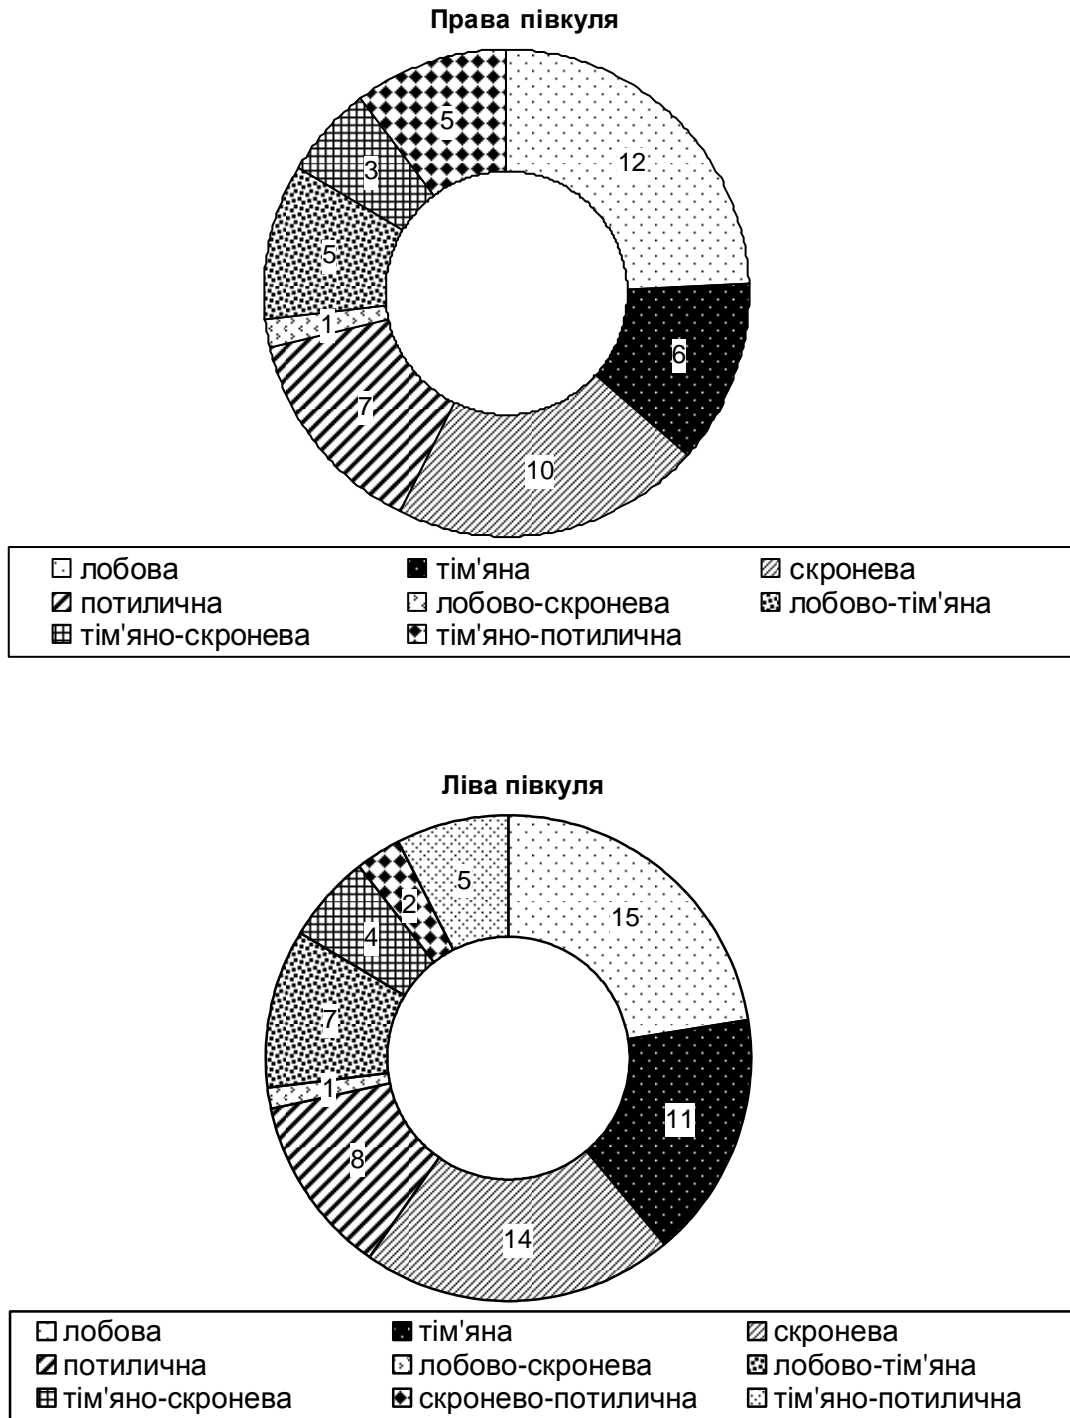 Права півкуля
5
12
3
5
1
6
7
10
лобова тім'яна скронева
потилична лобово-скронева лобово-тім'яна
тім'яно-скронева тім'яно-потилична
Ліва півкуля
5
2
15
4
7
1
11
8
14
лобова тім'яна скронева
потилична лобово-скронева лобово-тім'яна
тім'яно-скронева скронево-потилична тім'яно-потилична